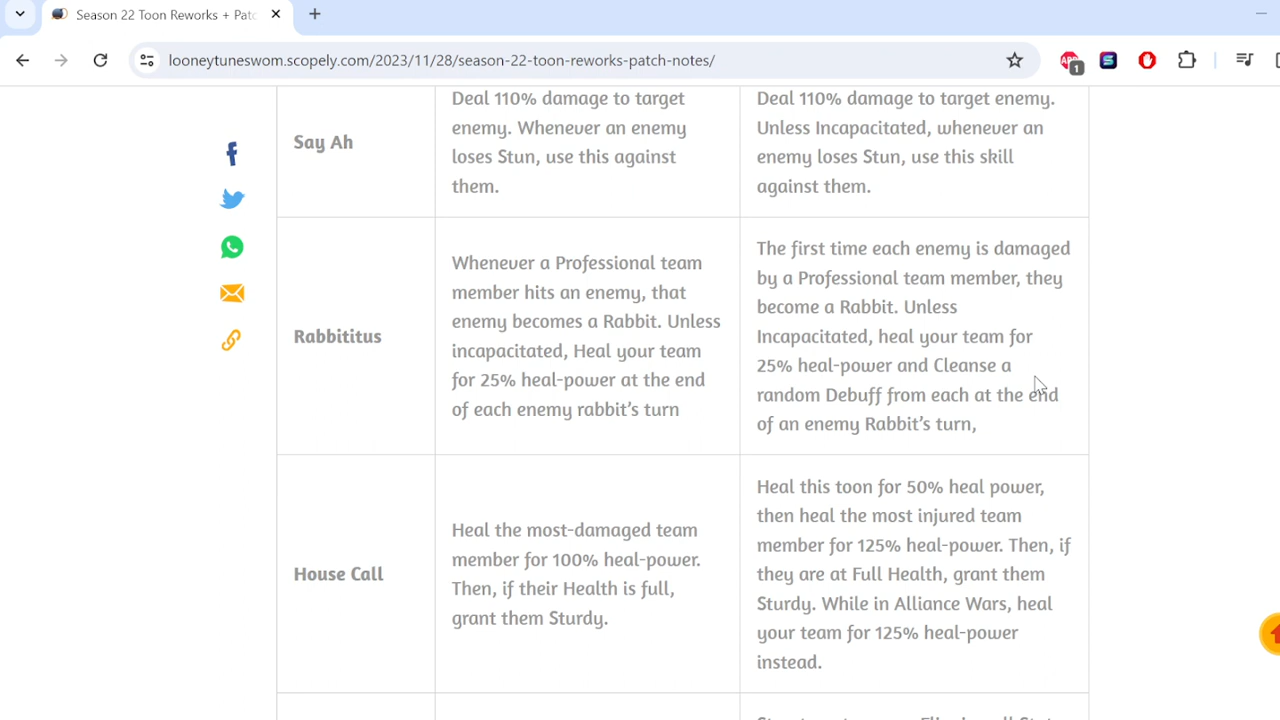 Season 22 Toon Reworks + Patc
looneytuneswom.scopely.com/2023/11/28/season-22-toon-reworks-patch-notes/
1
Say Ah
Deal 110% damage to target
enemy. Whenever an enemy
loses Stun, use this against
them.
Deal 110% damage to target enemy.
Unless Incapacitated, whenever an
enemy loses Stun, use this skill
against them.
Rabbititus
Whenever a Professional team
member hits an enemy, that
enemy becomes a Rabbit. Unless
incapacitated, Heal your team
for 25% heal-power at the end
of each enemy rabbit's turn
The first time each enemy is damaged
by a Professional team member, they
become a Rabbit. Unless
Incapacitated, heal your team for
25% heal-power and Cleanse a
random Debuff from each at the end
of an enemy Rabbit's turn,
House Call
Heal the most-damaged team
member for 100% heal-power.
Then, if their Health is full,
grant them Sturdy.
Heal this toon for 50% heal power,
then heal the most injured team
member for 125% heal-power. Then, if
they are at Full Health, grant them
Sturdy. While in Alliance Wars, heal
your team for 125% heal-power
instead.